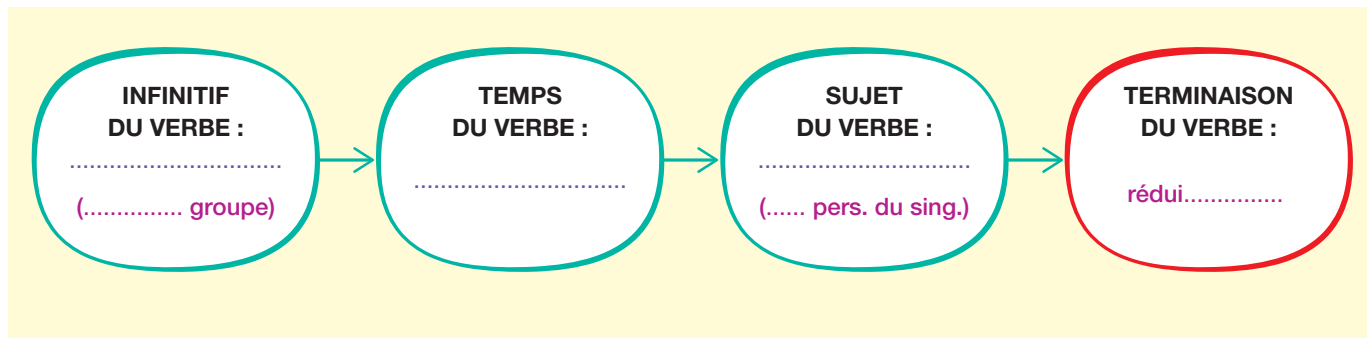 INFINITIF
DU VERBE :
................................
(............... groupe)
TEMPS
DU VERBE :
................................
SUJET
DU VERBE :
................................
(...... pers. du sing.)
TERMINAISON
DU VERBE :
rédui...............